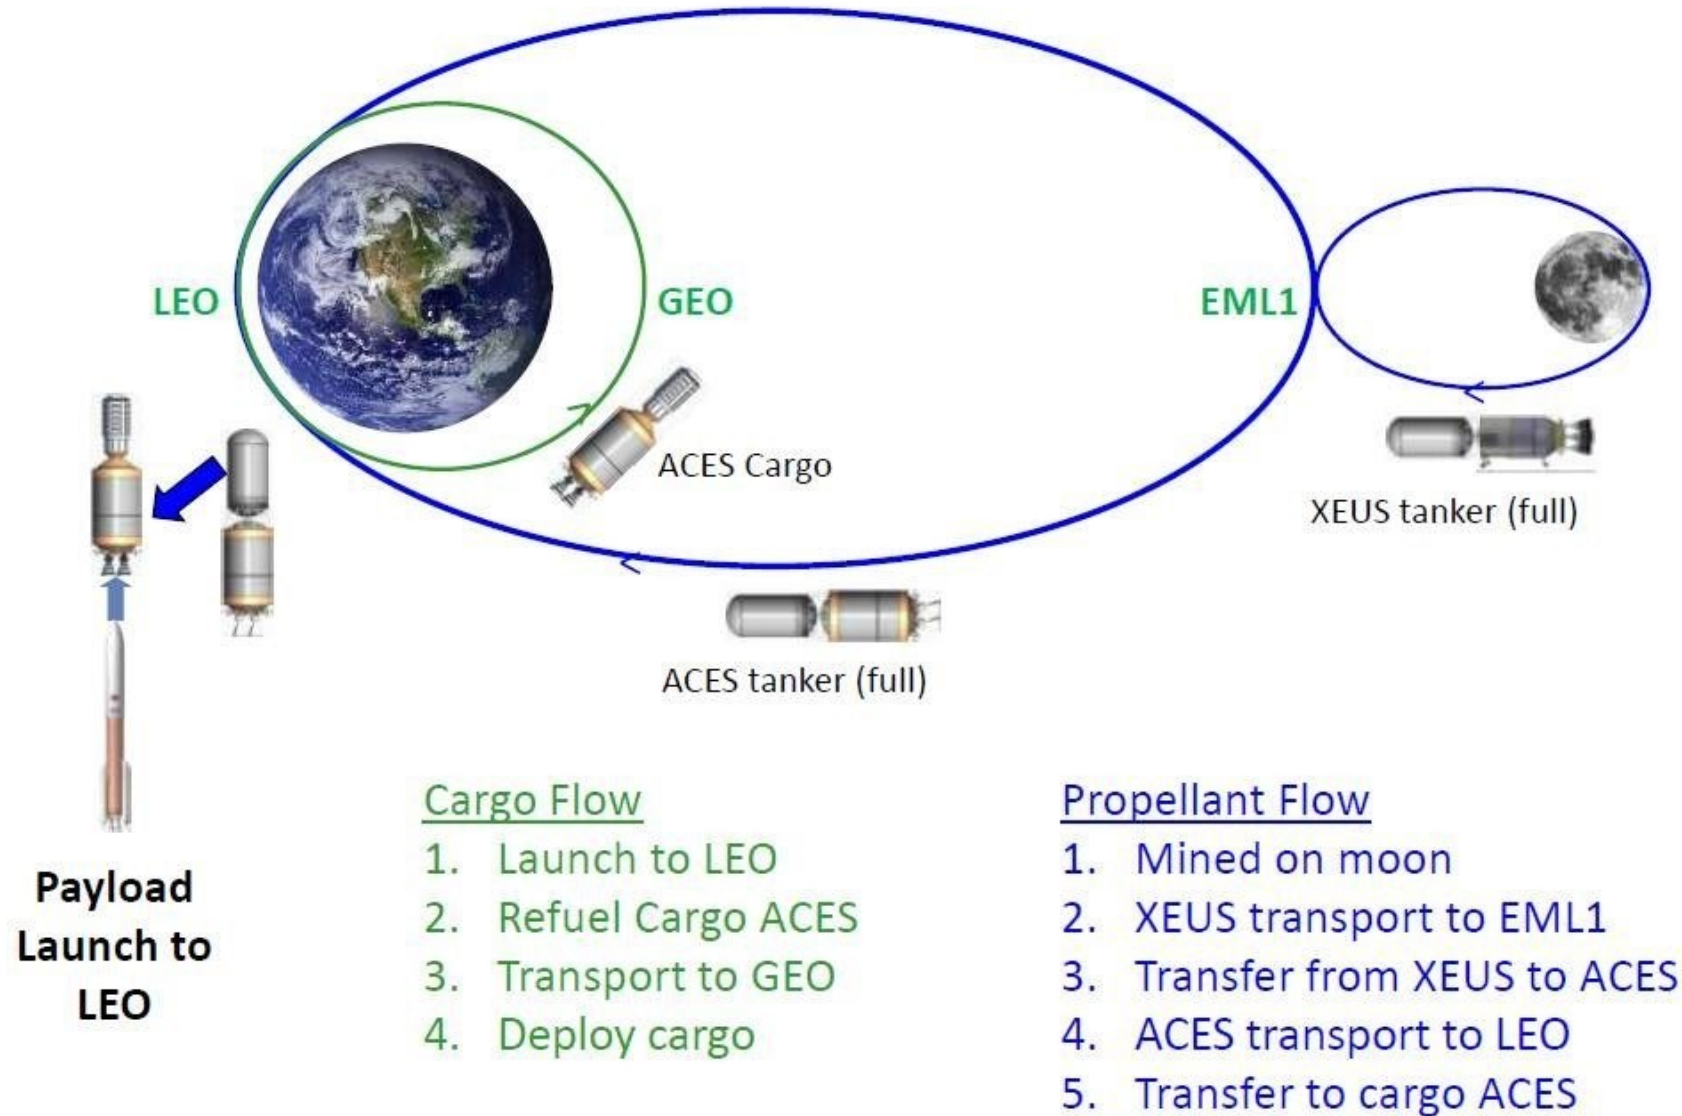 LEO
GEO
EML1
ACES Cargo
XEUS tanker (full)
ACES tanker (full)
Payload
Launch to
LEO
Cargo Flow
1. Launch to LEO
2. Refuel Cargo ACES
3. Transport to GEO
4. Deploy cargo
Propellant Flow
1. Mined on moon
2. XEUS transport to EML1
3. Transfer from XEUS to ACES
4. ACES transport to LEO
5. Transfer to cargo ACES